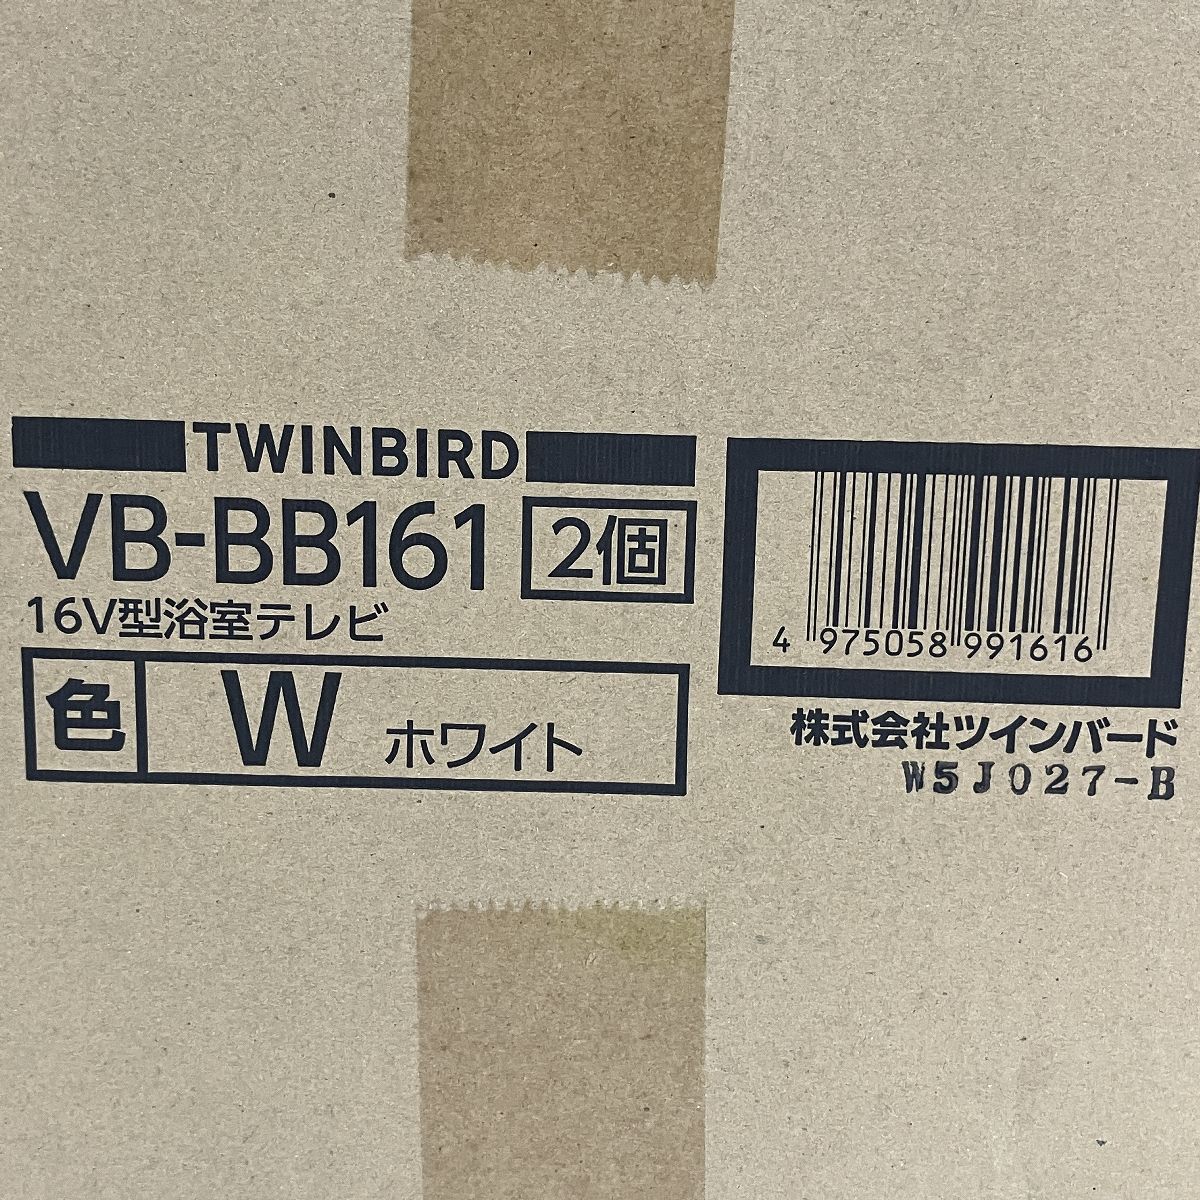 TWINBIRD
VB-BB161 2個
16V型浴室テレビ
色 W ホワイト
4 975058 991616
株式会社ツインバード
W5J027-B